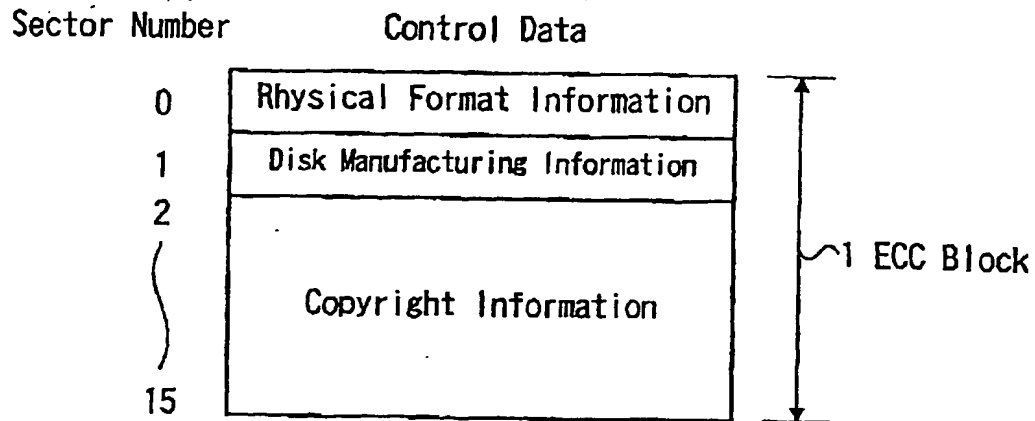 Sector Number Control Data
0 Rhysical Format Information
1 Disk Manufacturing Information
2
Copyright Information
1 ECC Block
15